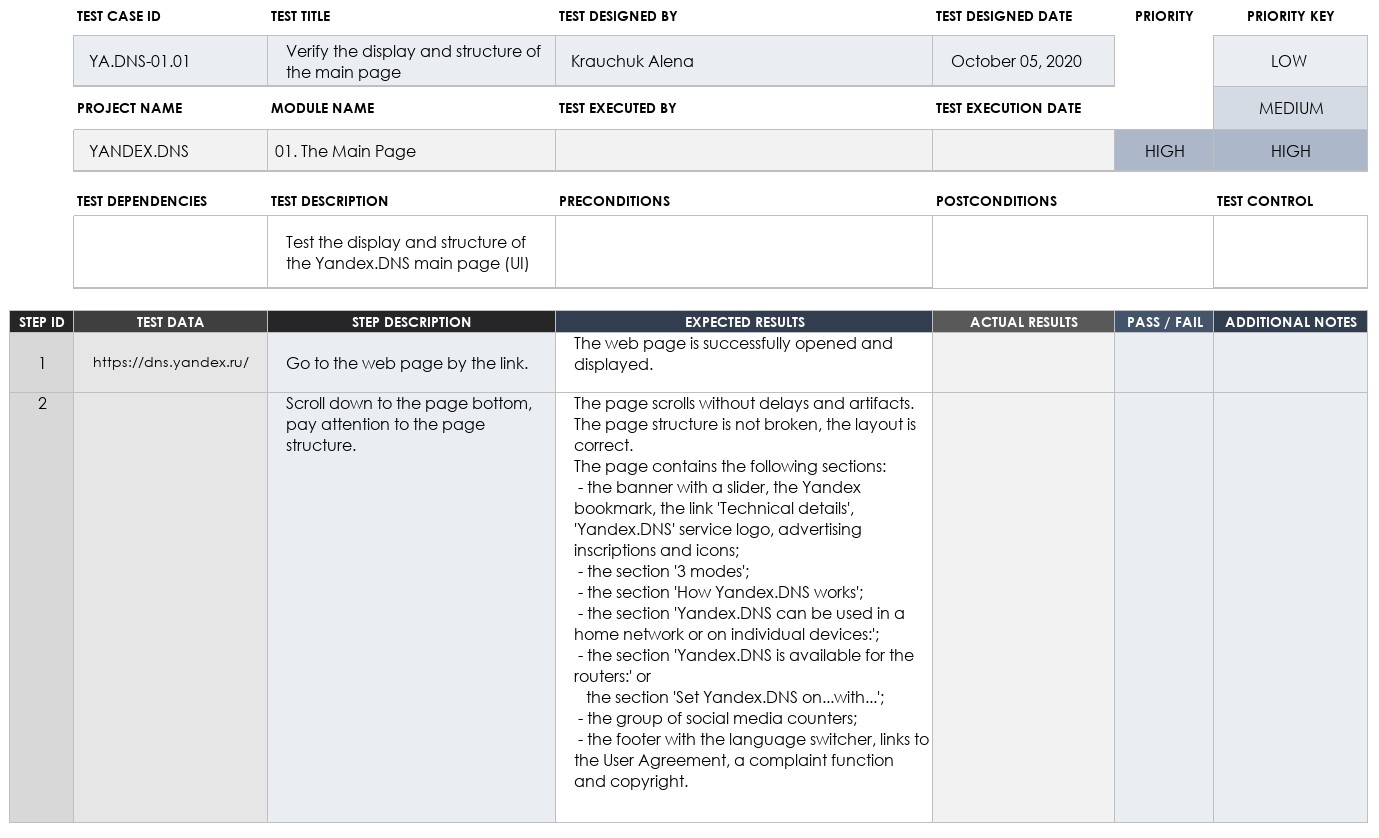 TEST CASE ID TEST TITLE TEST DESIGNED BY TEST DESIGNED DATE PRIORITY PRIORITY KEY
YA.DNS-01.01 Verify the display and structure of
the main page Krauchuk Alena October 05, 2020 LOW
PROJECT NAME MODULE NAME TEST EXECUTED BY TEST EXECUTION DATE MEDIUM
YANDEX.DNS 01. The Main Page HIGH HIGH
TEST DEPENDENCIES TEST DESCRIPTION PRECONDITIONS POSTCONDITIONS TEST CONTROL
Test the display and structure of
the Yandex.DNS main page (UI)
STEP ID TEST DATA STEP DESCRIPTION EXPECTED RESULTS ACTUAL RESULTS PASS / FAIL ADDITIONAL NOTES
1 https://dns.yandex.ru/ Go to the web page by the link.
The web page is successfully opened and
displayed.
2
Scroll down to the page bottom,
pay attention to the page
structure.
The page scrolls without delays and artifacts.
The page structure is not broken, the layout is
correct.
The page contains the following sections:
- the banner with a slider, the Yandex
bookmark, the link 'Technical details',
'Yandex.DNS' service logo, advertising
inscriptions and icons;
- the section '3 modes';
- the section 'How Yandex.DNS works';
- the section 'Yandex.DNS can be used in a
home network or on individual devices:';
- the section 'Yandex.DNS is available for the
routers:' or
the section 'Set Yandex.DNS on...with...';
- the group of social media counters;
- the footer with the language switcher, links to
the User Agreement, a complaint function
and copyright.